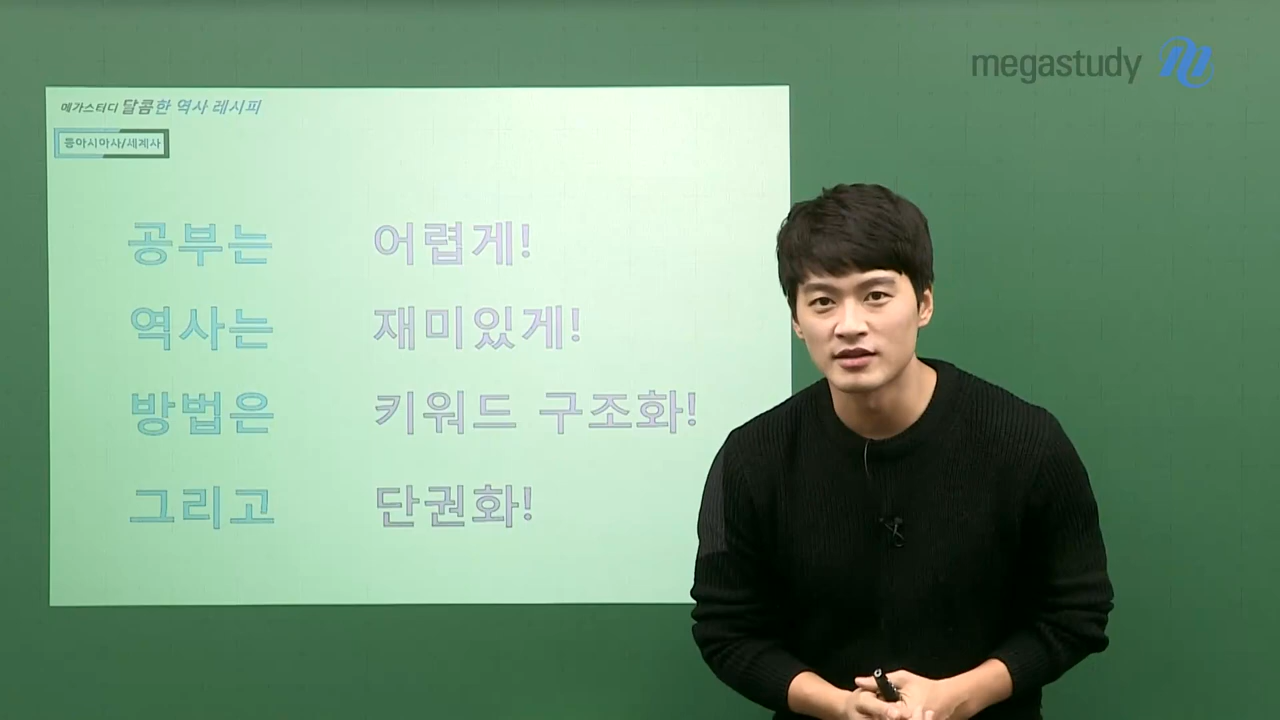 megastudy
메가스터디 달콤한 역사 레시피
동아시아사/세계사
공부는 어렵게!
역사는 재미있게!
방법은 키워드 구조화!
그리고 단권화!